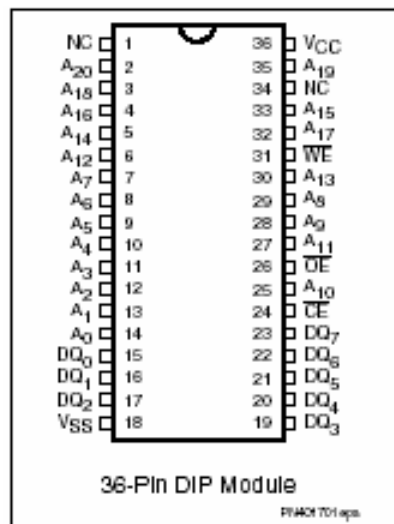 NC 1 36 VCC
A20 2 35 A19
A18 3 34 NC
A16 4 33 A15
A14 5 32 A17
A12 6 31 W̅E̅
A7 7 30 A13
A6 8 29 A8
A5 9 28 A9
A4 10 27 A11
A3 11 26 O̅E̅
A2 12 25 A10
A1 13 24 C̅E̅
A0 14 23 DQ7
DQ0 15 22 DQ6
DQ1 16 21 DQ5
DQ2 17 20 DQ4
VSS 18 19 DQ3
36-Pin DIP Module